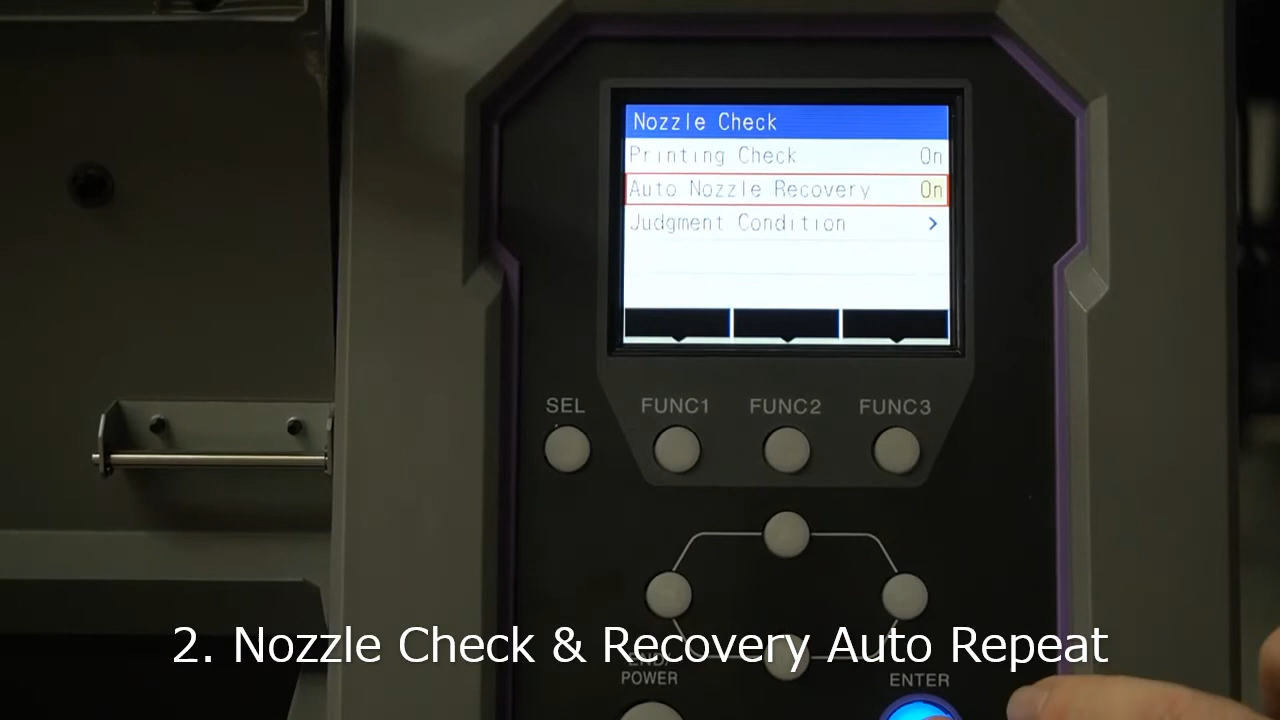 Nozzle Check
Printing Check On
Auto Nozzle Recovery On
Judgment Condition >
SEL FUNC1 FUNC2 FUNC3
2. Nozzle Check & Recovery Auto Repeat
END/
POWER
ENTER